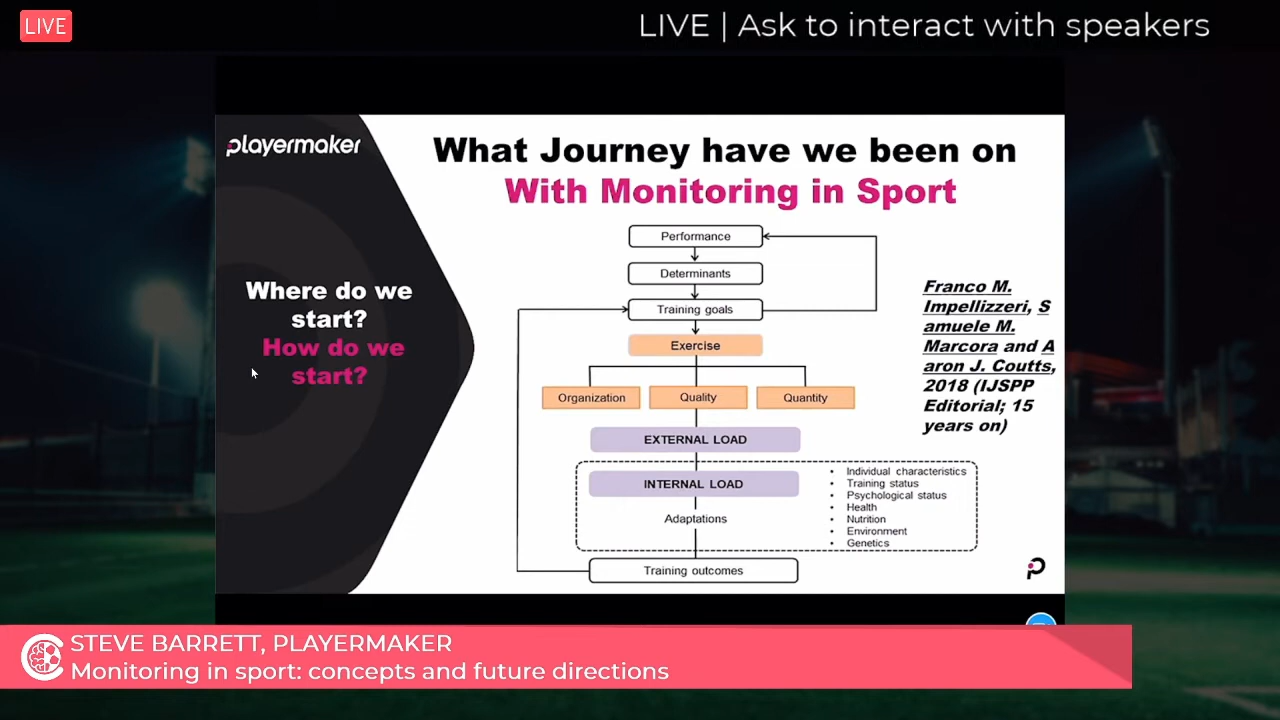 LIVE
LIVE | Ask to interact with speakers
playermaker
What Journey have we been on
With Monitoring in Sport
Where do we
start?
How do we
start?
Performance
Determinants
Training goals
Exercise
Organization
Quality
Quantity
EXTERNAL LOAD
INTERNAL LOAD
Adaptations
• Individual characteristics
• Training status
• Psychological status
• Health
• Nutrition
• Environment
• Genetics
Training outcomes
Franco M.
Impellizzeri, S
amuele M.
Marcora and A
aron J. Coutts,
2018 (IJSPP
Editorial; 15
years on)
STEVE BARRETT, PLAYERMAKER
Monitoring in sport: concepts and future directions